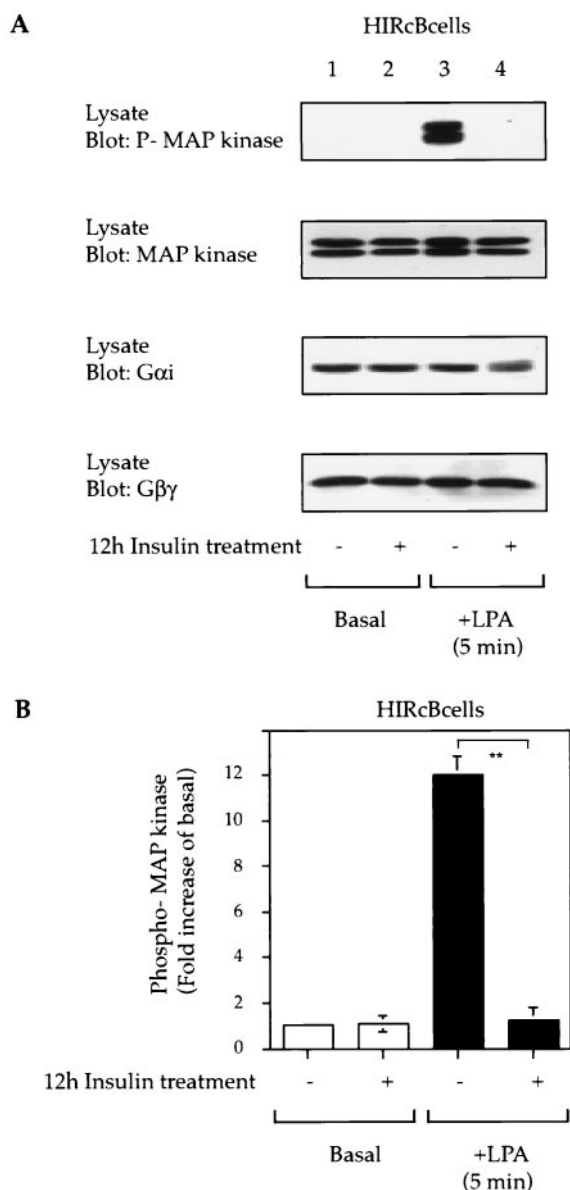 A
HIRcBcells
1 2 3 4
Lysate
Blot: P- MAP kinase
Lysate
Blot: MAP kinase
Lysate
Blot: Gαi
Lysate
Blot: Gβγ
12h Insulin treatment - + - +
Basal +LPA
(5 min)
B
HIRcBcells
Phospho- MAP kinase
(Fold increase of basal)
12
10
8
6
4
2
0
**
12h Insulin treatment - + - +
Basal +LPA
(5 min)